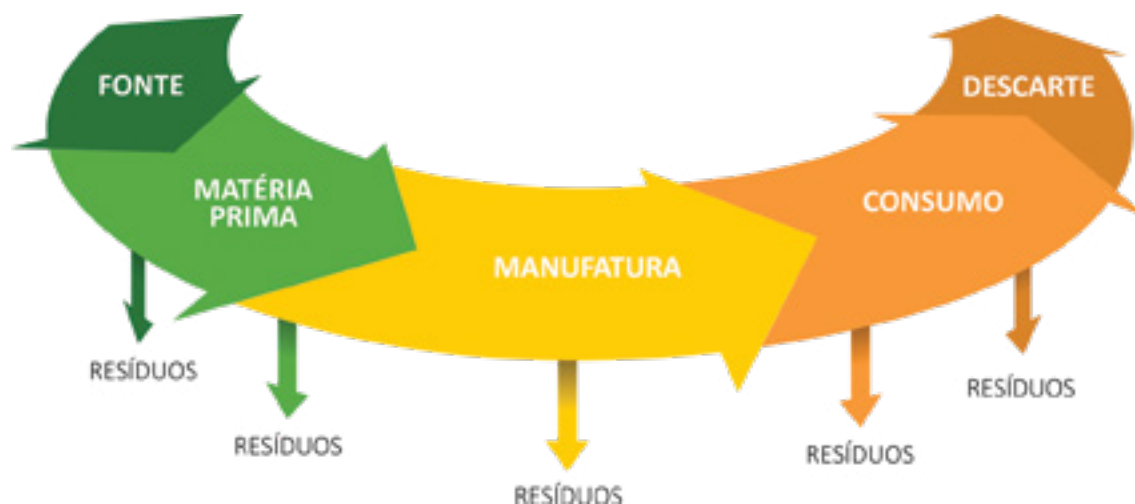 FONTE
MATÉRIA
PRIMA
MANUFATURA
CONSUMO
DESCARTE
RESÍDUOS
RESÍDUOS
RESÍDUOS
RESÍDUOS
RESÍDUOS